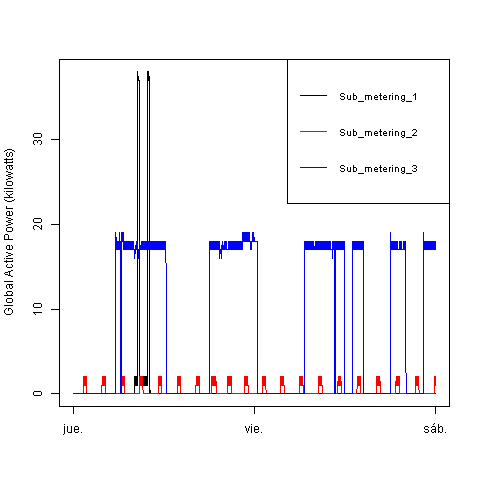 Sub_metering_1
Sub_metering_2
Sub_metering_3
Global Active Power (kilowatts)
30
20
10
0
jue.
vie.
sáb.